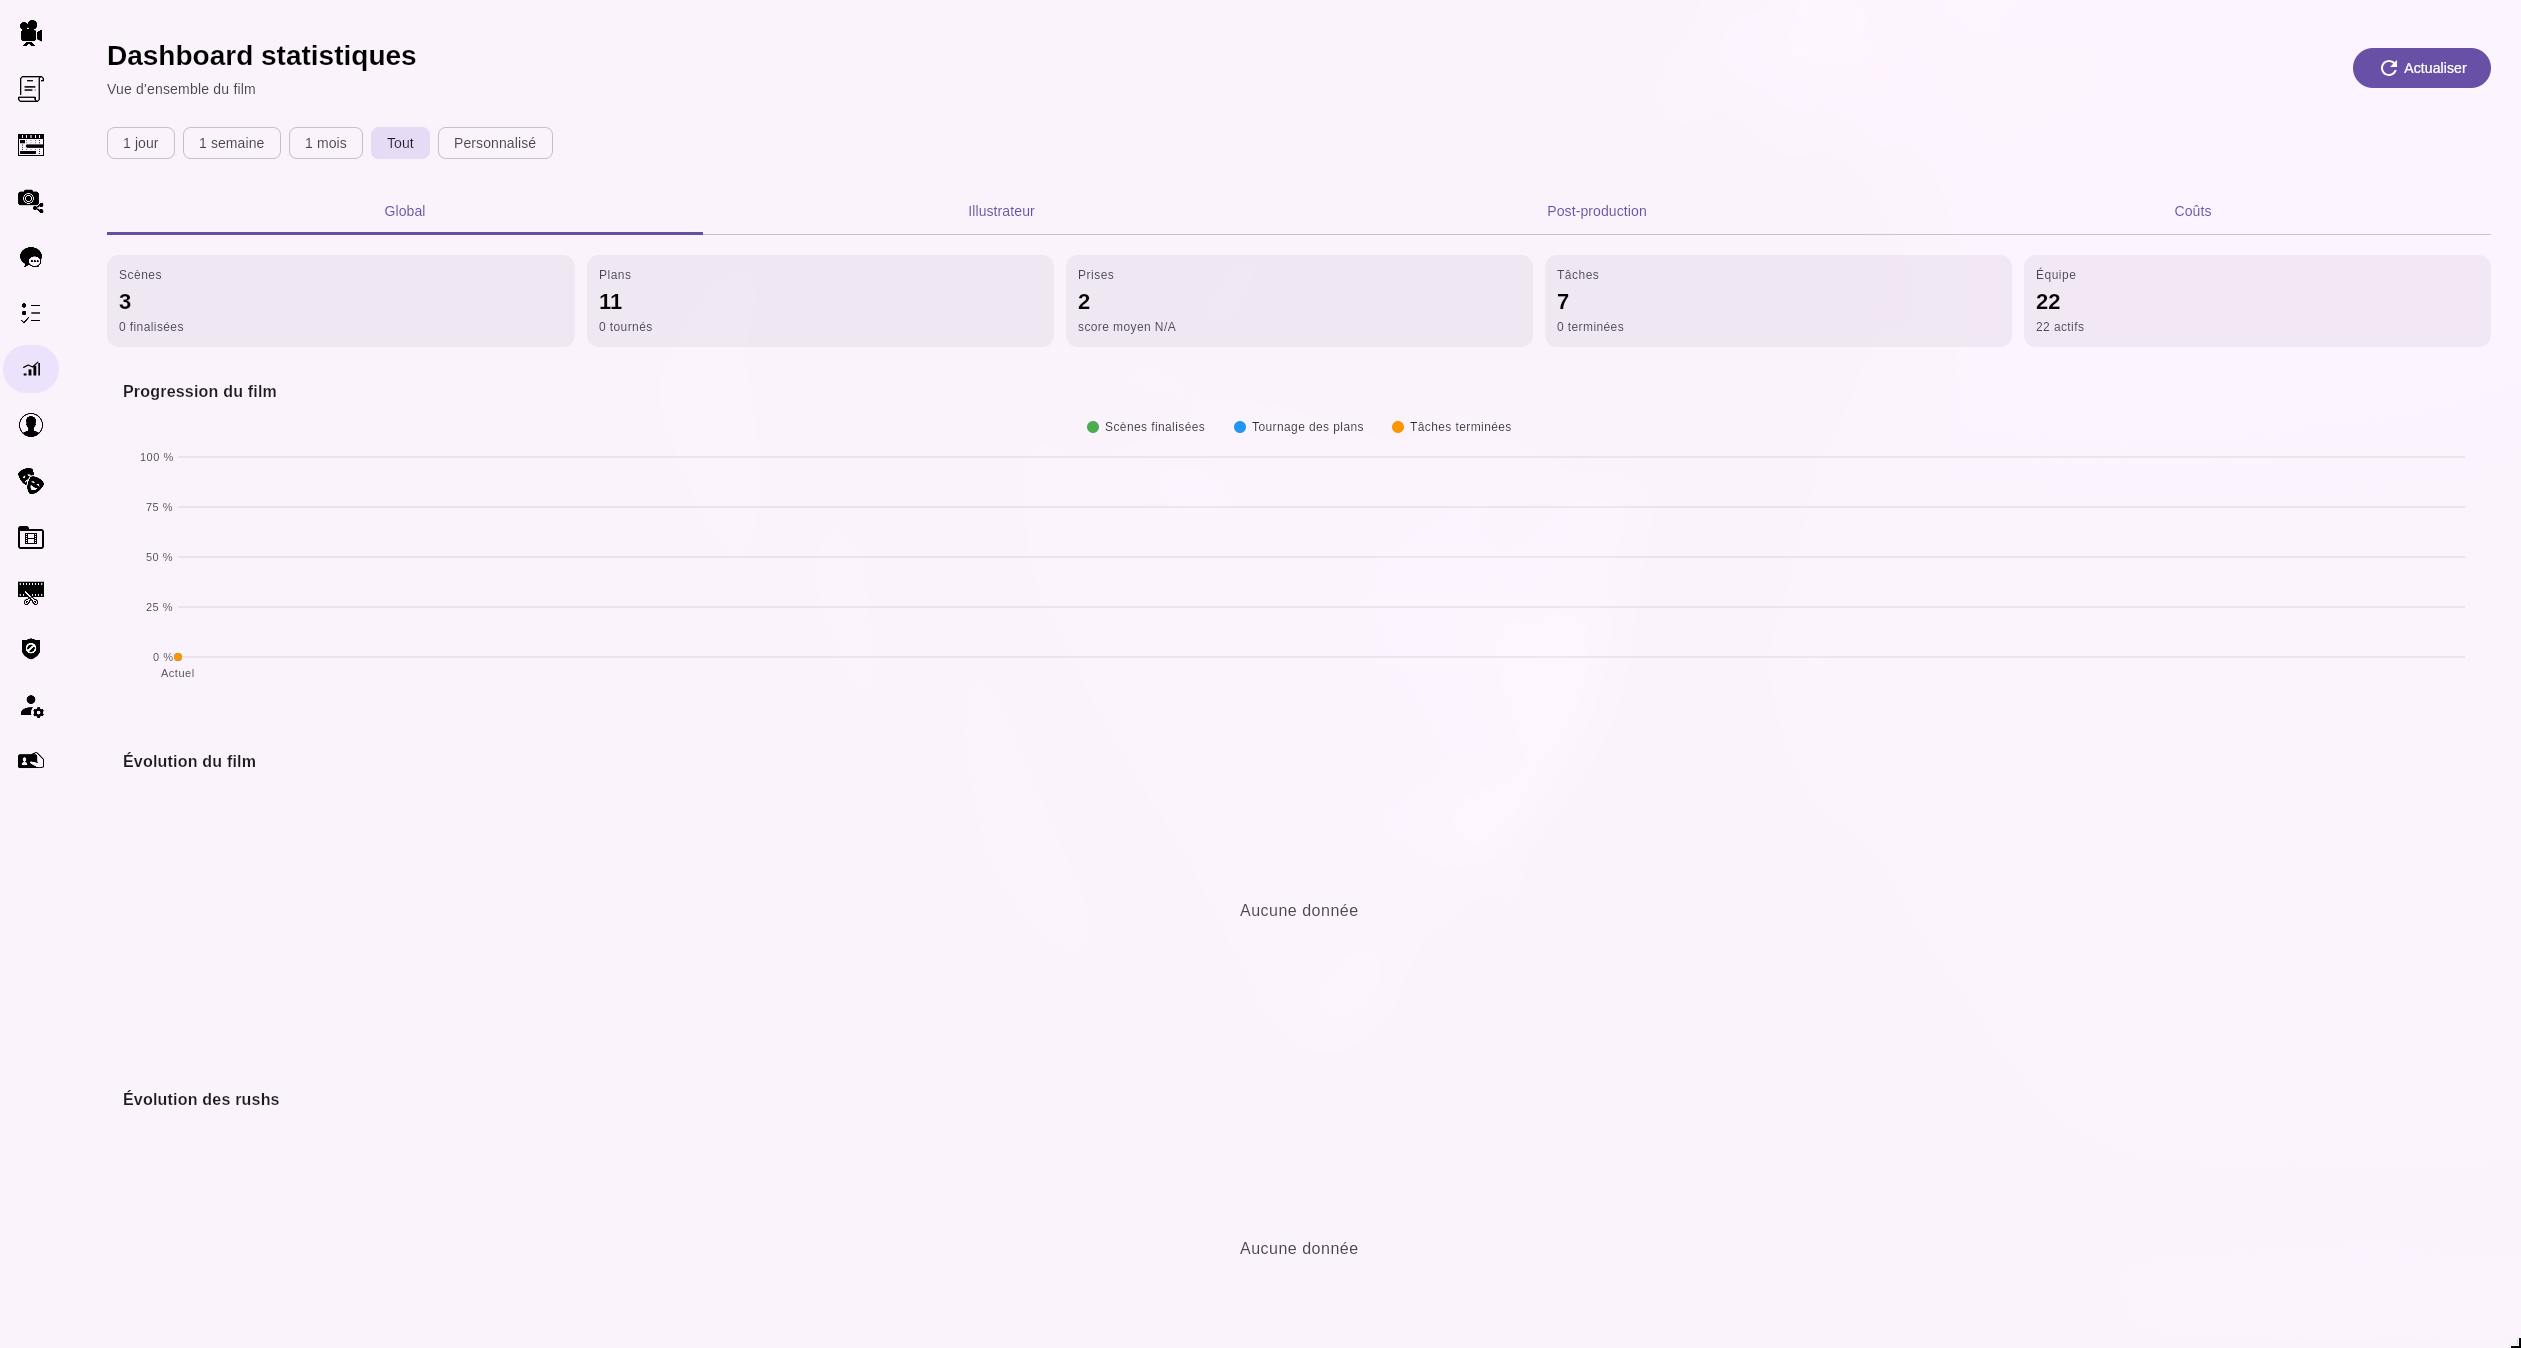 Dashboard statistiques
Vue d'ensemble du film
Actualiser
1 jour
1 semaine
1 mois
Tout
Personnalisé
Global
Illustrateur
Post-production
Coûts
Scènes
3
0 finalisées
Plans
11
0 tournés
Prises
2
score moyen N/A
Tâches
7
0 terminées
Équipe
22
22 actifs
Progression du film
Scènes finalisées
Tournage des plans
Tâches terminées
100 %
75 %
50 %
25 %
0 %
Actuel
Évolution du film
Aucune donnée
Évolution des rushs
Aucune donnée